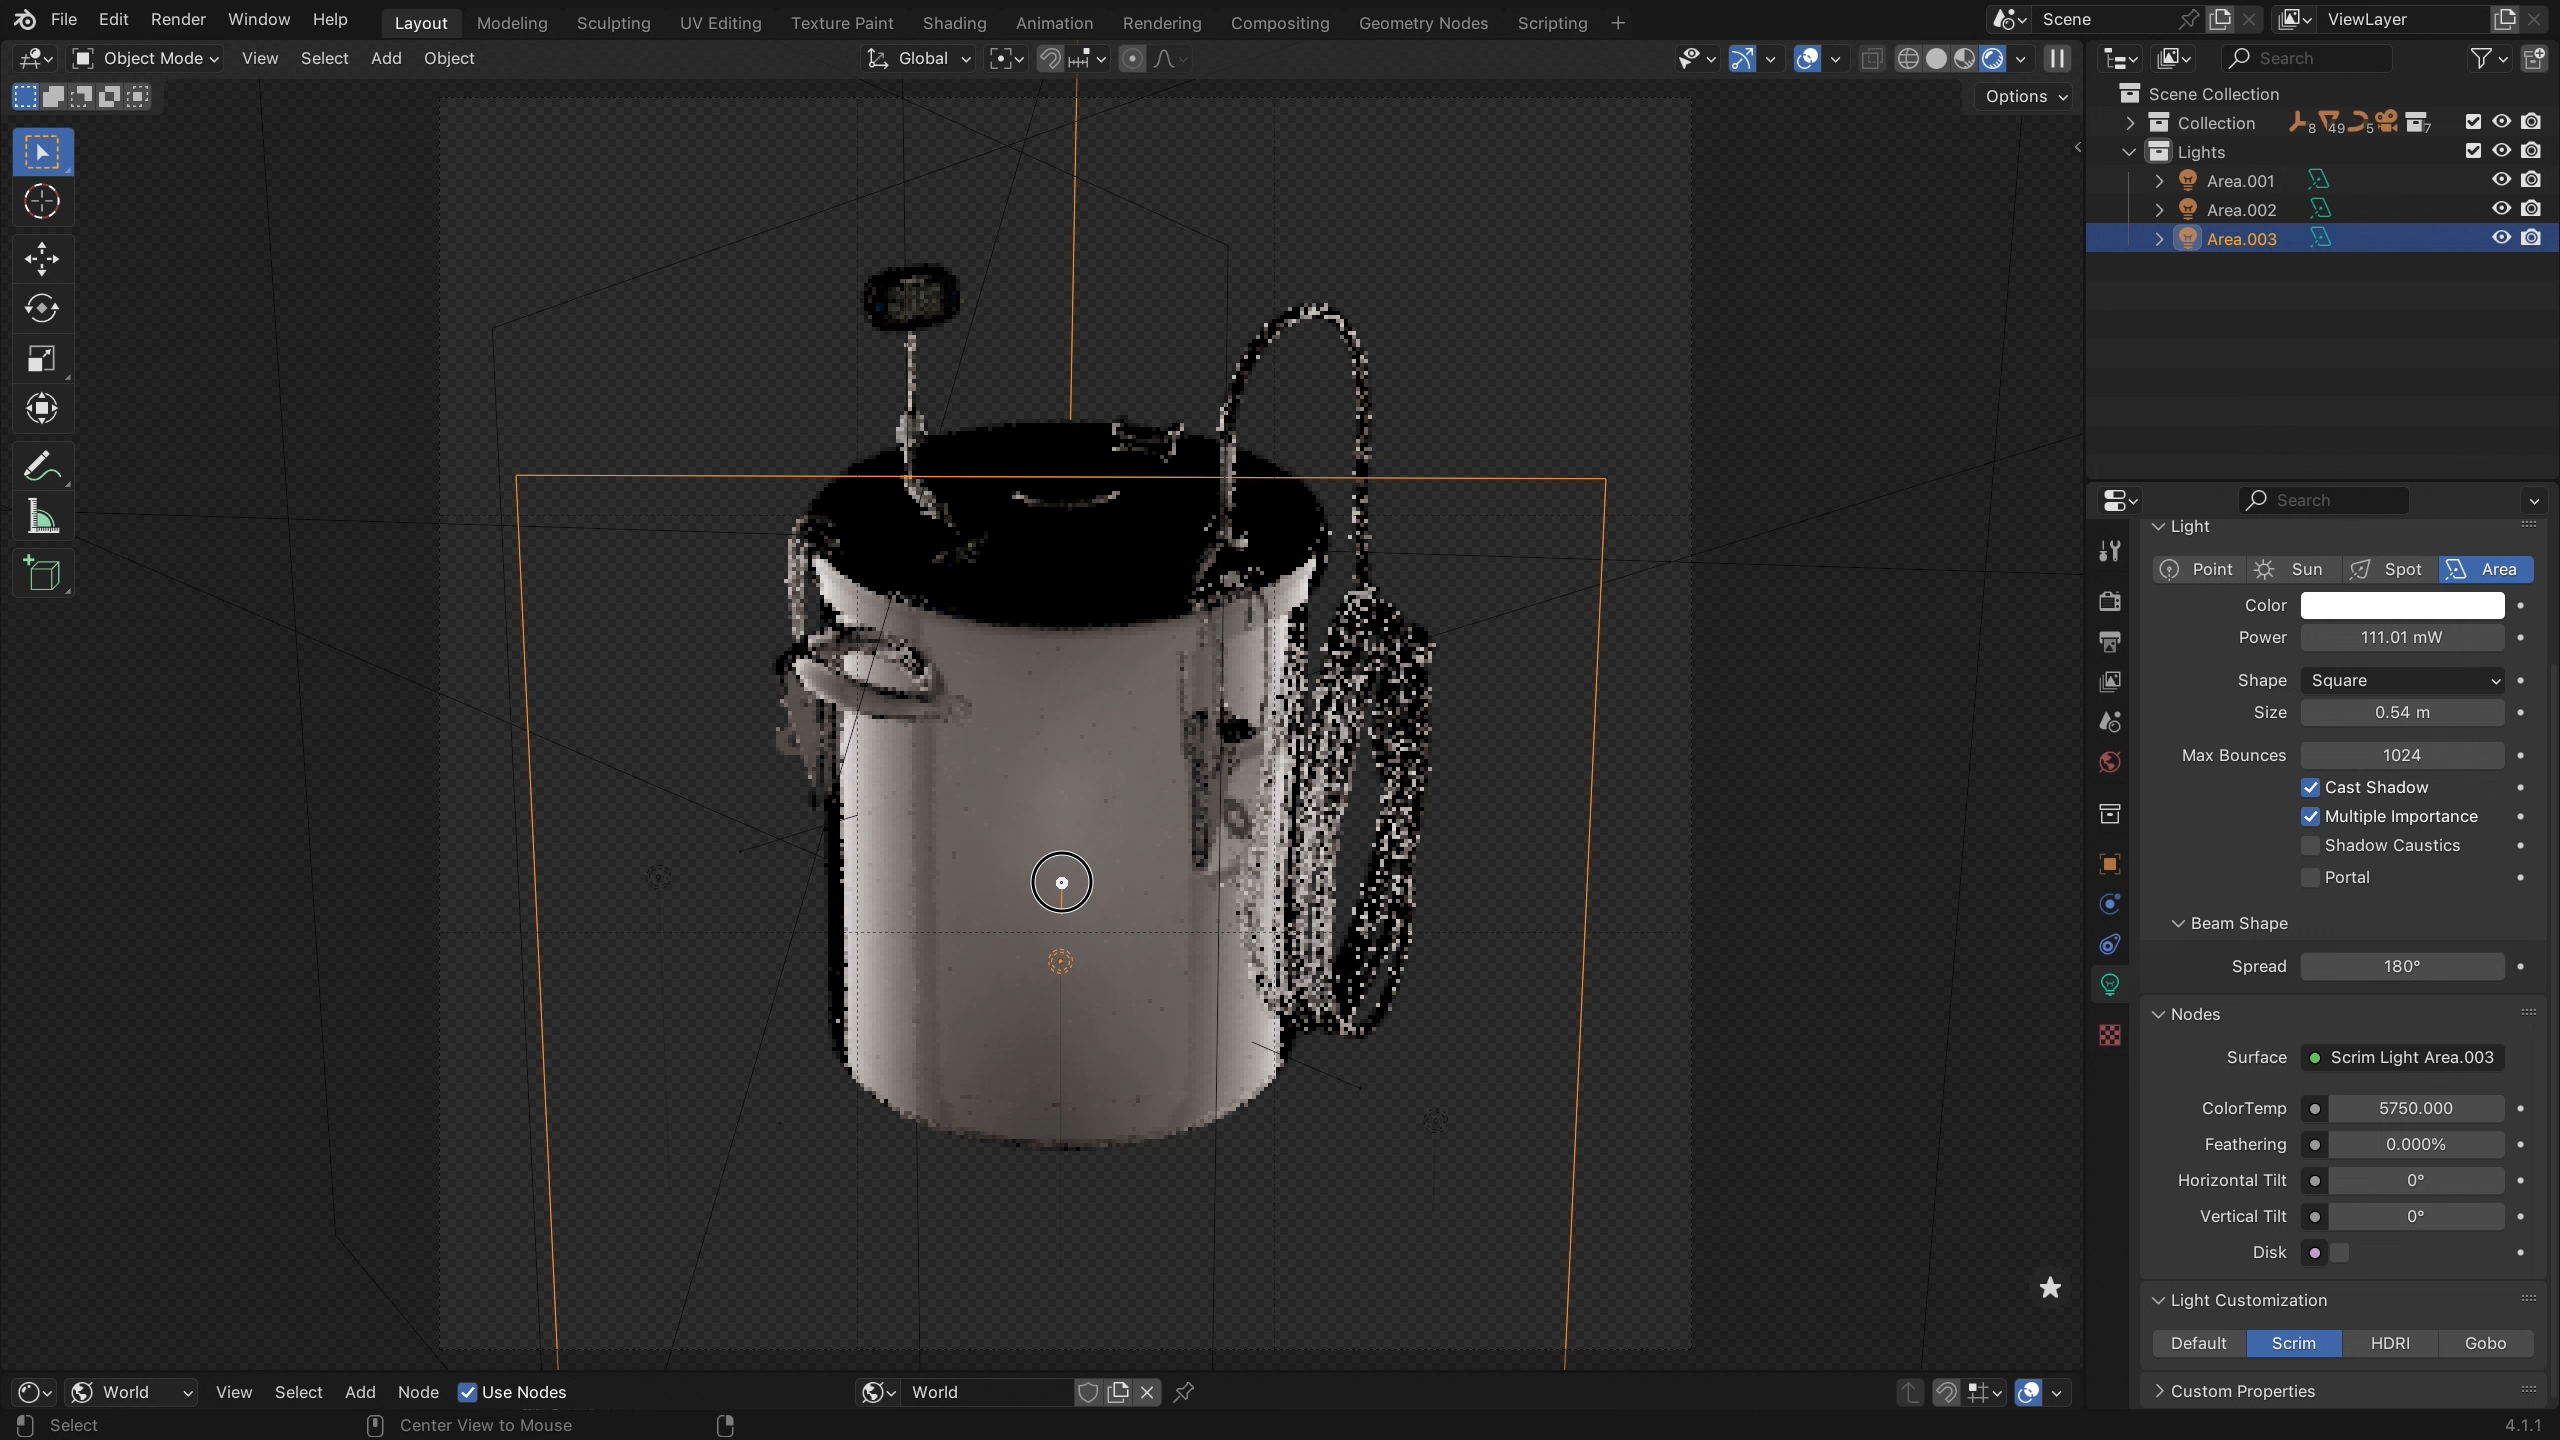 File Edit Render Window Help Layout Modeling Sculpting UV Editing Texture Paint Shading Animation Rendering Compositing Geometry Nodes Scripting + Scene ViewLayer
Object Mode View Select Add Object Global Search
Options
Scene Collection
Collection 8 49 5 7
Lights
Area.001
Area.002
Area.003
Search
Light
Point Sun Spot Area
Color
Power 111.01 mW
Shape Square
Size 0.54 m
Max Bounces 1024
Cast Shadow
Multiple Importance
Shadow Caustics
Portal
Beam Shape
Spread 180°
Nodes
Surface Scrim Light Area.003
ColorTemp 5750.000
Feathering 0.000%
Horizontal Tilt 0°
Vertical Tilt 0°
Disk
Light Customization
Default Scrim HDRI Gobo
Custom Properties
World View Select Add Node Use Nodes World
Select Center View to Mouse 4.1.1